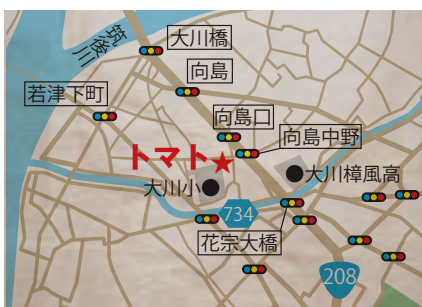 筑後川
大川橋
向島
若津下町
向島口
向島中野
トマト
大川小
大川樟風高
734
花宗大橋
208